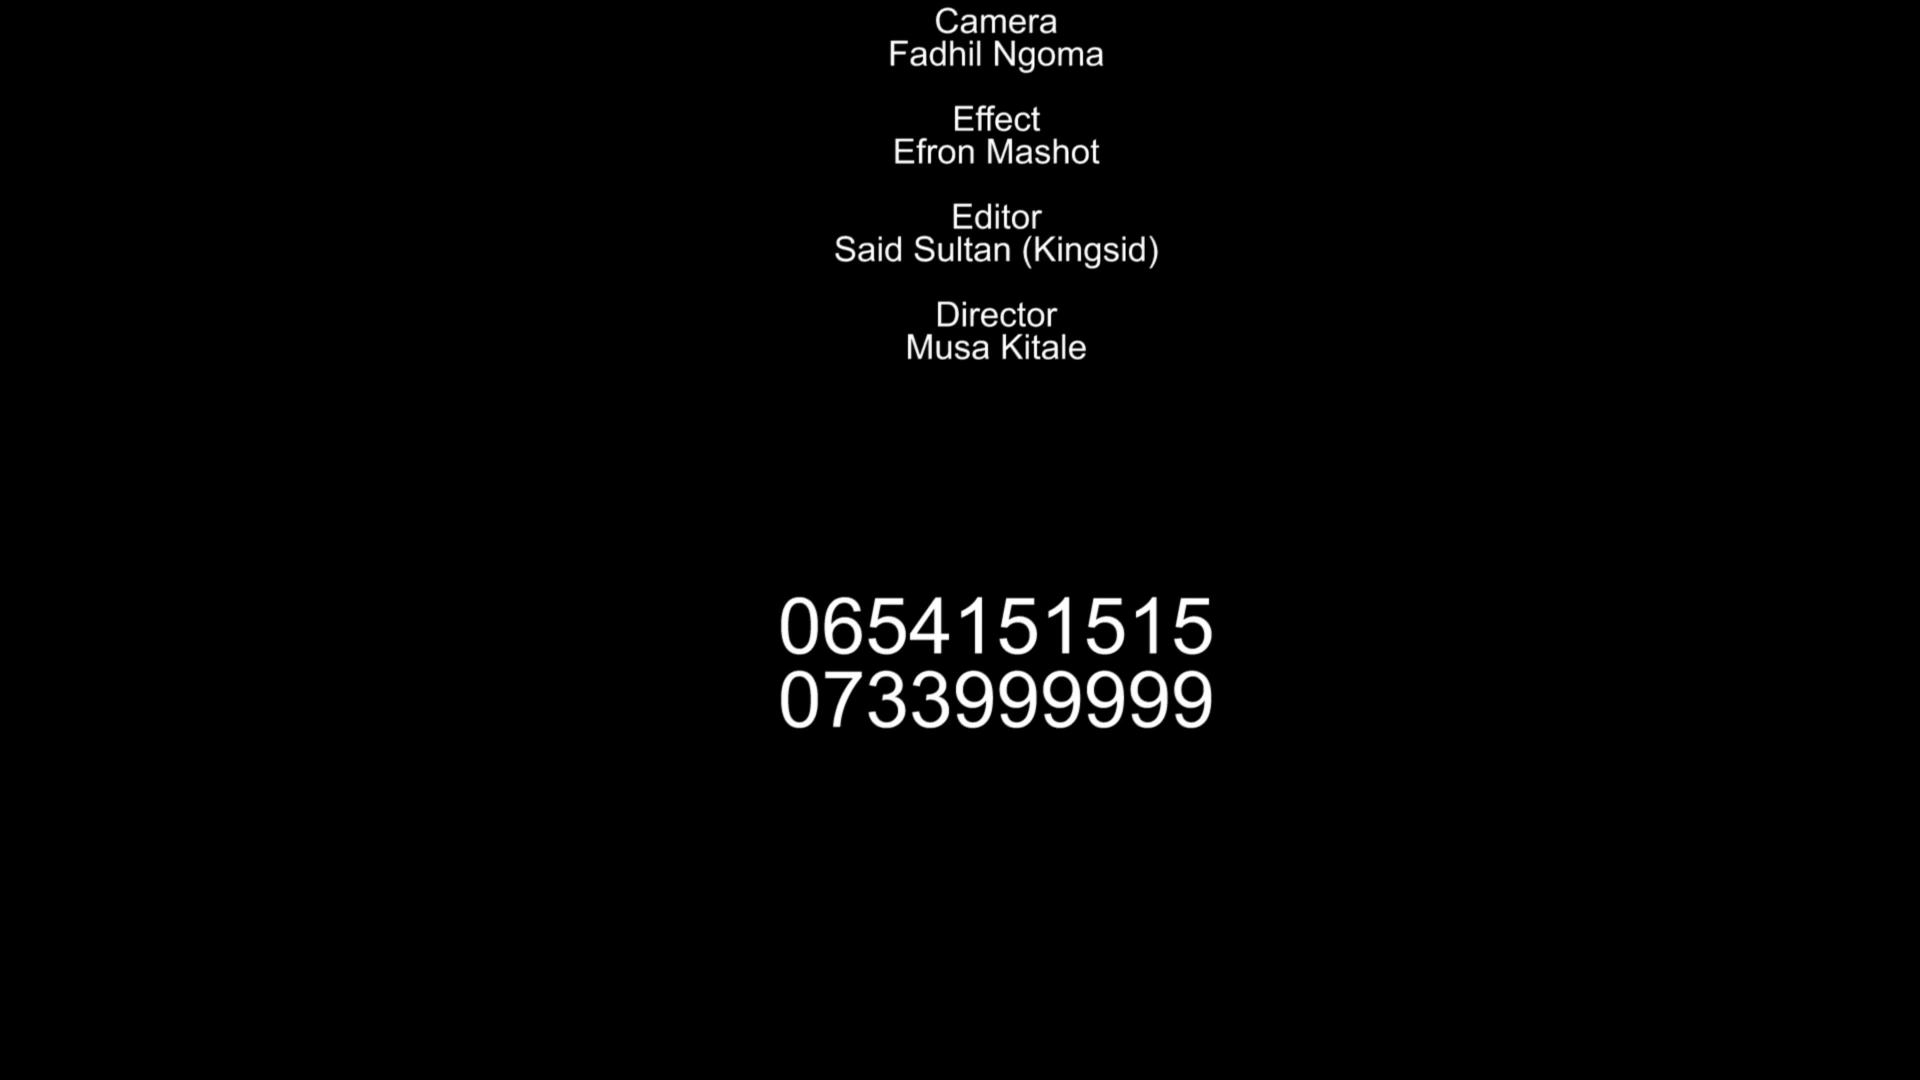 Camera
Fadhil Ngoma
Effect
Efron Mashot
Editor
Said Sultan (Kingsid)
Director
Musa Kitale
0654151515
0733999999